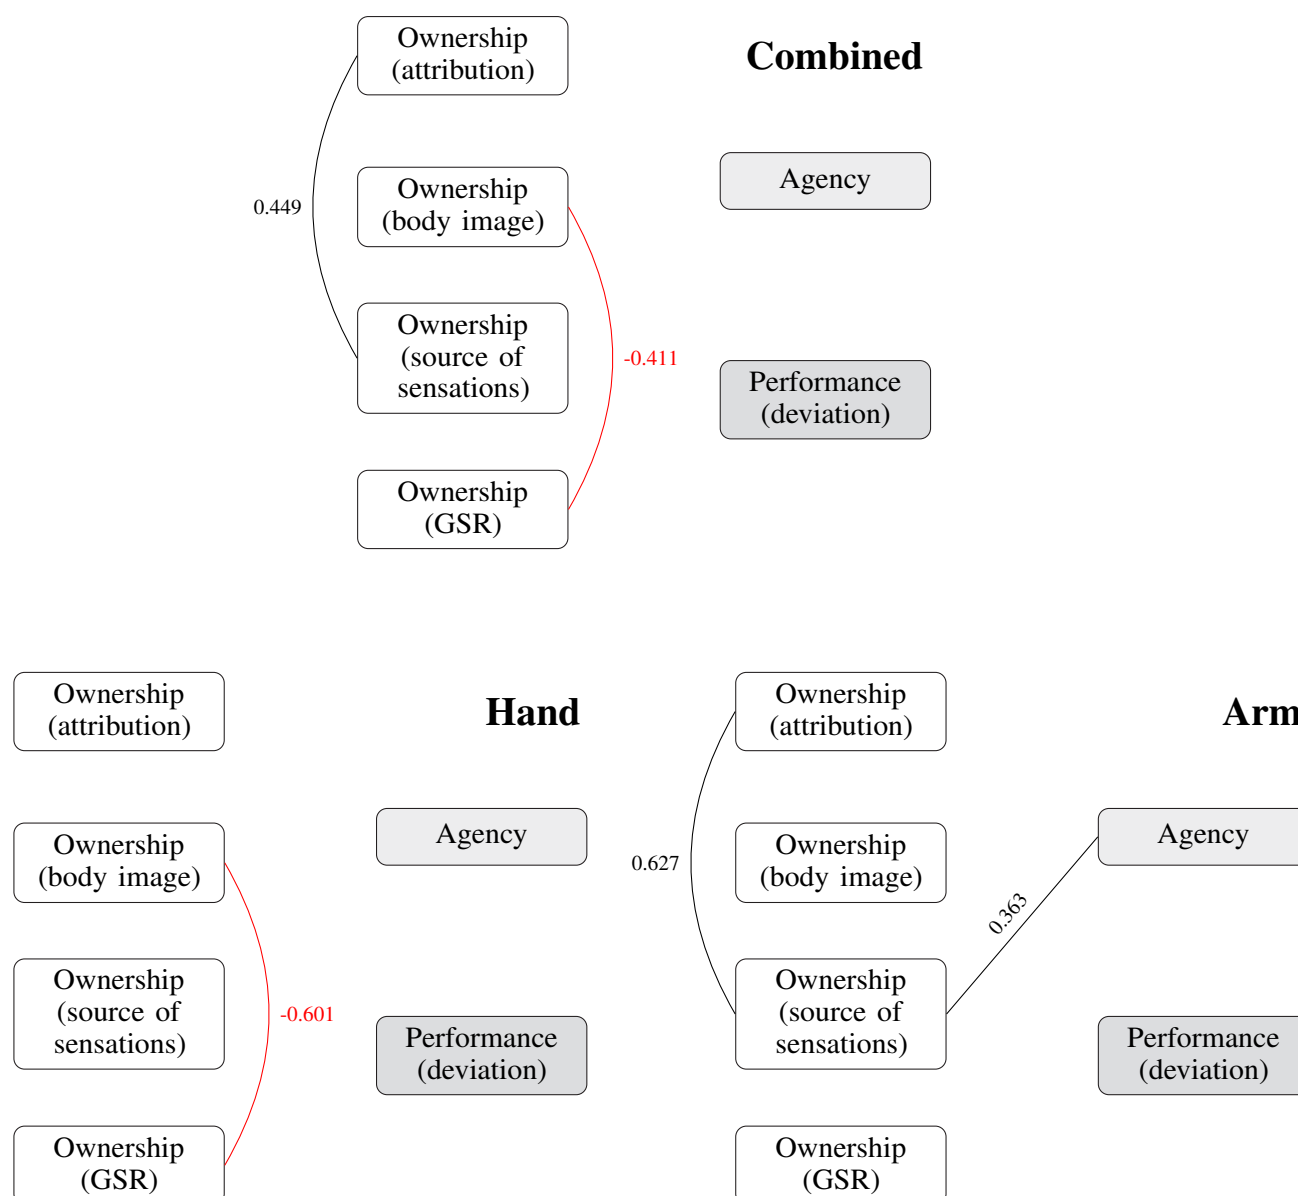 Ownership
(attribution)
Combined
Agency
Ownership
(body image)
0.449
Ownership
(source of
sensations)
-0.411
Performance
(deviation)
Ownership
(GSR)
Ownership
(attribution)
Hand
Agency
Ownership
(body image)
Ownership
(source of
sensations)
-0.601
Performance
(deviation)
Ownership
(GSR)
Ownership
(attribution)
Arm
Agency
Ownership
(body image)
0.627
0.363
Ownership
(source of
sensations)
Performance
(deviation)
Ownership
(GSR)